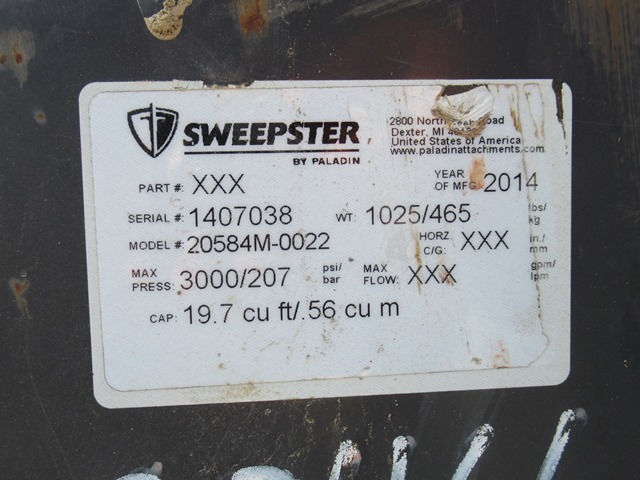 SWEEPSTER
BY PALADIN
2800 North Road
Dexter, MI
United States of America
www.paladinattachments.com
PART #: XXX
YEAR OF MFG: 2014
SERIAL #: 1407038 WT: 1025/465 lbs/ kg
MODEL #: 20584M-0022 HORZ C/G: XXX in./ mm
MAX PRESS: 3000/207 psi/ bar MAX FLOW: XXX gpm/ lpm
CAP: 19.7 cu ft/.56 cu m